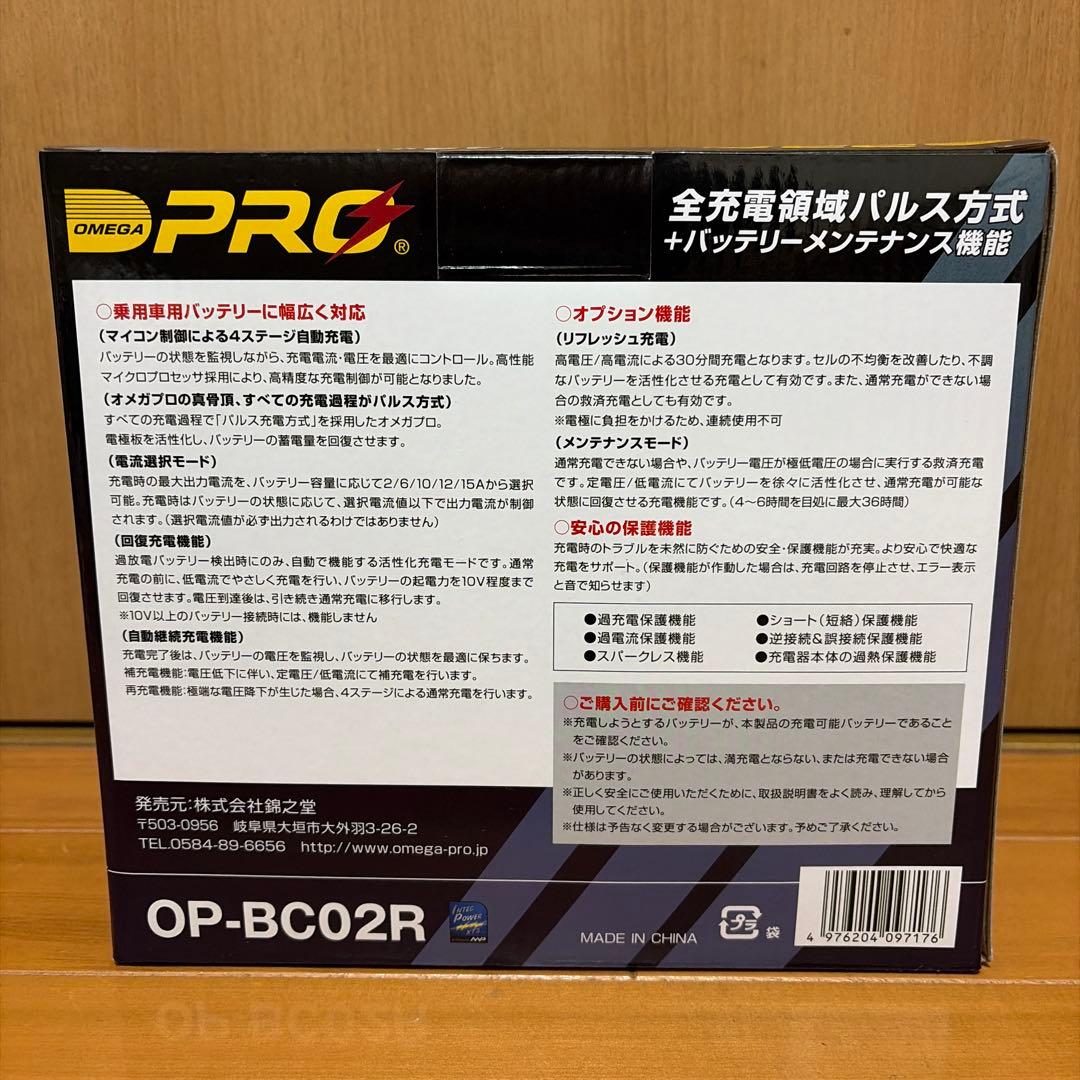 OMEGA PRO®
全充電領域パルス方式
+バッテリーメンテナンス機能
○乗用車用バッテリーに幅広く対応
(マイコン制御による4ステージ自動充電)
バッテリーの状態を監視しながら、充電電流・電圧を最適にコントロール。高性能
マイクロプロセッサ採用により、高精度な充電制御が可能となりました。
(オメガプロの真骨頂、すべての充電過程がパルス方式)
すべての充電過程で「パルス充電方式」を採用したオメガプロ。
電極板を活性化し、バッテリーの蓄電量を回復させます。
(電流選択モード)
充電時の最大出力電流を、バッテリー容量に応じて2/6/10/12/15Aから選択
可能。充電時はバッテリーの状態に応じて、選択電流値以下で出力電流が制御
されます。(選択電流値が必ず出力されるわけではありません)
(回復充電機能)
過放電バッテリー検出時にのみ、自動で機能する活性化充電モードです。通常
充電の前に、低電流でやさしく充電を行い、バッテリーの起電力を10V程度まで
回復させます。電圧到達後は、引き続き通常充電に移行します。
※10V以上のバッテリー接続時には、機能しません
(自動継続充電機能)
充電完了後は、バッテリーの電圧を監視し、バッテリーの状態を最適に保ちます。
補充電機能:電圧低下に伴い、定電圧/低電流にて補充電を行います。
再充電機能:極端な電圧降下が生じた場合、4ステージによる通常充電を行います。
○オプション機能
(リフレッシュ充電)
高電圧/高電流による30分間充電となります。セルの不均衡を改善したり、不調
なバッテリーを活性化させる充電として有効です。また、通常充電ができない場
合の救済充電としても有効です。
※電極に負担をかけるため、連続使用不可
(メンテナンスモード)
通常充電できない場合や、バッテリー電圧が極低電圧の場合に実行する救済充電
です。定電圧/低電流にてバッテリーを徐々に活性化させ、通常充電が可能な
状態に回復させる充電機能です。(4〜6時間を目処に最大36時間)
○安心の保護機能
充電時のトラブルを未然に防ぐための安全・保護機能が充実。より安心で快適な
充電をサポート。(保護機能が作動した場合は、充電回路を停止させ、エラー表示
と音で知らせます)
●過充電保護機能 ●ショート(短絡)保護機能
●過電流保護機能 ●逆接続&誤接続保護機能
●スパークレス機能 ●充電器本体の過熱保護機能
○ご購入前にご確認ください。
※充電しようとするバッテリーが、本製品の充電可能バッテリーであること
をご確認ください。
※バッテリーの状態によっては、満充電とならない、または充電できない場合
があります。
※正しく安全にご使用いただくために、取扱説明書をよく読み、理解してから
使用してください。
※仕様は予告なく変更する場合がございます。予めご了承ください。
発売元:株式会社錦之堂
〒503-0956 岐阜県大垣市大外羽3-26-2
TEL.0584-89-6656 http://www.omega-pro.jp
OP-BC02R
INTEC POWER
MADE IN CHINA
プラ 袋
4 976204 097176